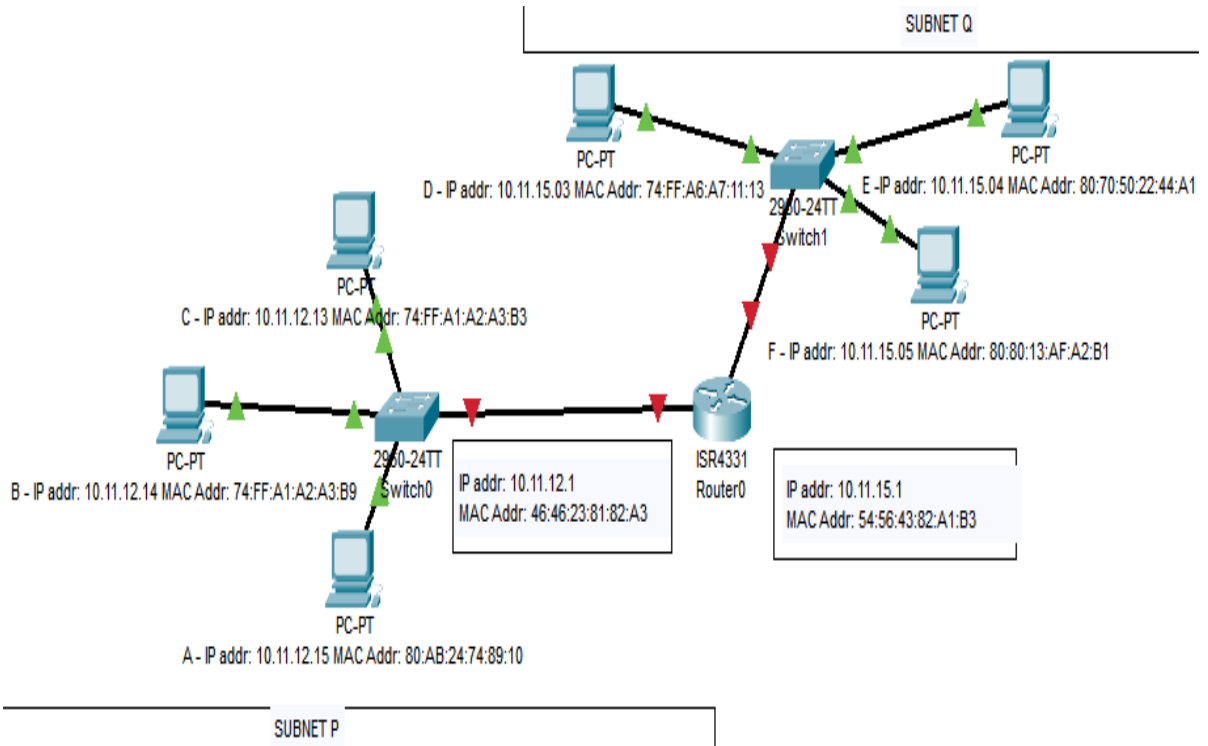 SUBNET Q
PC-PT
D - IP addr: 10.11.15.03 MAC Addr: 74:FF:A6:A7:11:13
PC-PT
E -IP addr: 10.11.15.04 MAC Addr: 80:70:50:22:44:A1
2950-24TT
Switch1
PC-PT
F - IP addr: 10.11.15.05 MAC Addr: 80:80:13:AF:A2:B1
PC-PT
C - IP addr: 10.11.12.13 MAC Addr: 74:FF:A1:A2:A3:B3
PC-PT
B - IP addr: 10.11.12.14 MAC Addr: 74:FF:A1:A2:A3:B9
2950-24TT
Switch0
IP addr: 10.11.12.1
MAC Addr: 46:46:23:81:82:A3
ISR4331
Router0
IP addr: 10.11.15.1
MAC Addr: 54:56:43:82:A1:B3
PC-PT
A - IP addr: 10.11.12.15 MAC Addr: 80:AB:24:74:89:10
SUBNET P